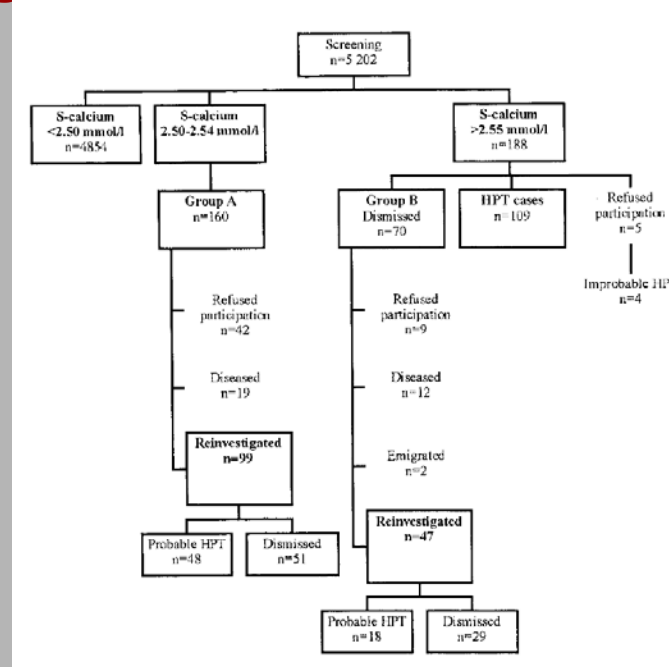 Screening
n=5 202
S-calcium
<2.50 mmol/l
n=4854
S-calcium
2.50-2.54 mmol/l
S-calcium
>2.55 mmol/l
n=188
Group A
n=160
Group B
Dismissed
n=70
HPT cases
n=109
Refused
participation
n=5
Improbable HP
n=4
Refused
participation
n=42
Diseased
n=19
Reinvestigated
n=99
Probable HPT
n=48
Dismissed
n=51
Refused
participation
n=9
Diseased
n=12
Emigrated
n=2
Reinvestigated
n=47
Probable HPT
n=18
Dismissed
n=29